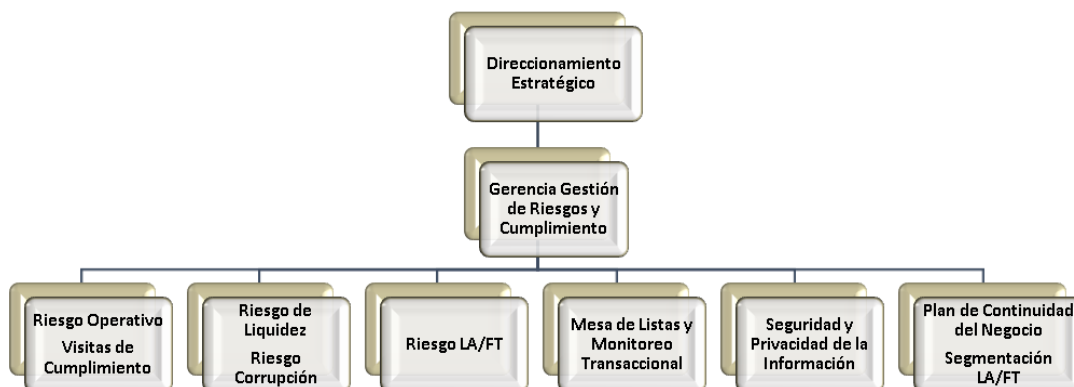 Direccionamiento
Estratégico
Gerencia Gestión
de Riesgos y
Cumplimiento
Riesgo Operativo
Visitas de
Cumplimiento
Riesgo de
Liquidez
Riesgo
Corrupción
Riesgo LA/FT
Mesa de Listas y
Monitoreo
Transaccional
Seguridad y
Privacidad de la
Información
Plan de Continuidad
del Negocio
Segmentación
LA/FT